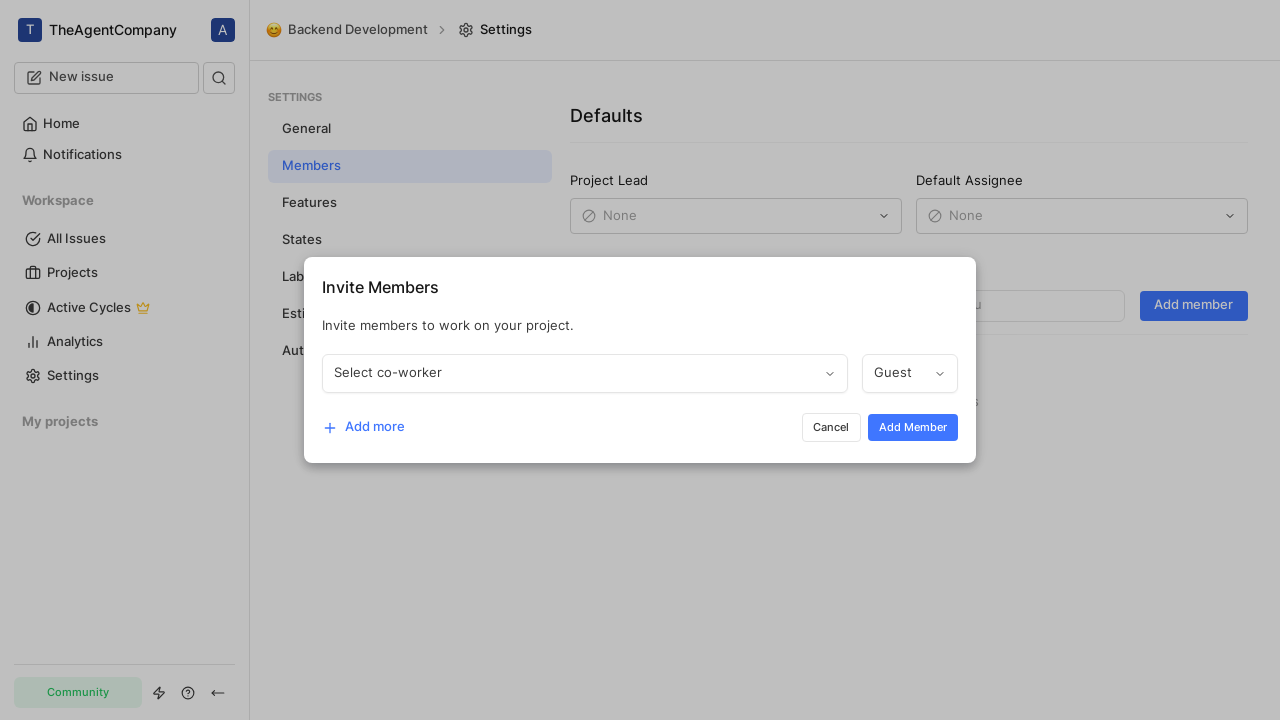 T TheAgentCompany A
New issue
Home
Notifications
Workspace
All Issues
Projects
Active Cycles
Analytics
Settings
My projects
Community
😊 Backend Development > Settings
SETTINGS
General
Members
Features
States
Lab
Esti
Aut
Defaults
Project Lead
Default Assignee
None
None
Add member
Invite Members
Invite members to work on your project.
Select co-worker
Guest
Add more
Cancel
Add Member